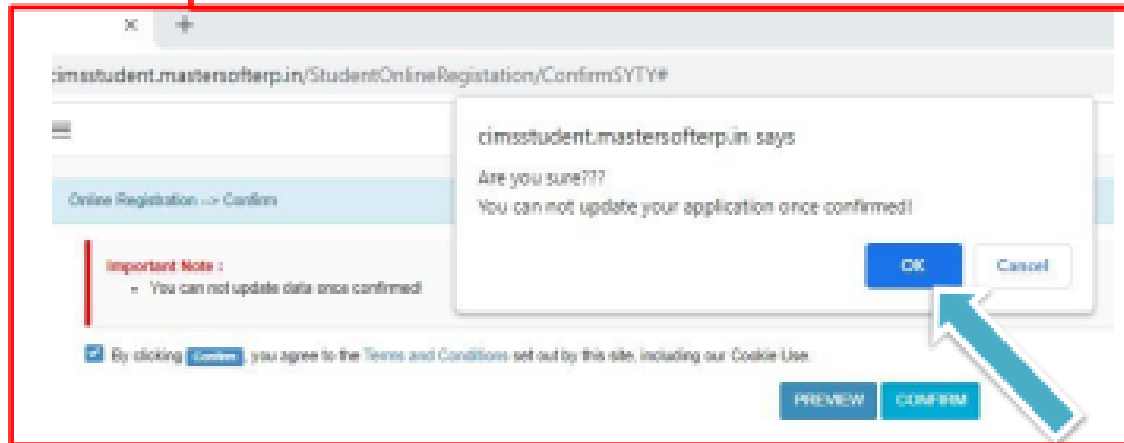 cimsstudent.mastersofterp.in/StudentOnlineRegistation/ConfirmSYTY#
cimsstudent.mastersofterp.in says
Are you sure???
You can not update your application once confirmed!
OK Cancel
Online Registration --> Confirm
Important Note :
You can not update data once confirmed!
By clicking Confirm, you agree to the Terms and Conditions set out by this site, including our Cookie Use.
PREVIEW CONFIRM